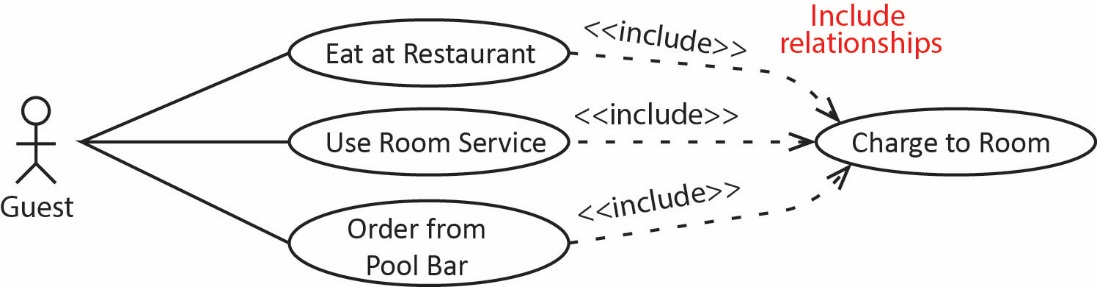 <<include>>
Include
relationships
Eat at Restaurant
<<include>>
Use Room Service
Charge to Room
<<include>>
Guest
Order from
Pool Bar